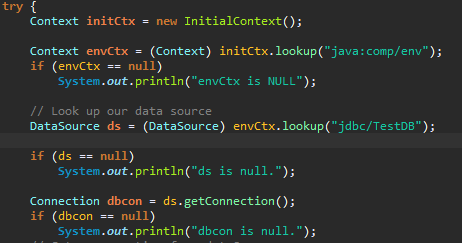 try {
Context initCtx = new InitialContext();
Context envCtx = (Context) initCtx.lookup("java:comp/env");
if (envCtx == null)
System.out.println("envCtx is NULL");
// Look up our data source
DataSource ds = (DataSource) envCtx.lookup("jdbc/TestDB");
if (ds == null)
System.out.println("ds is null.");
Connection dbcon = ds.getConnection();
if (dbcon == null)
System.out.println("dbcon is null.");